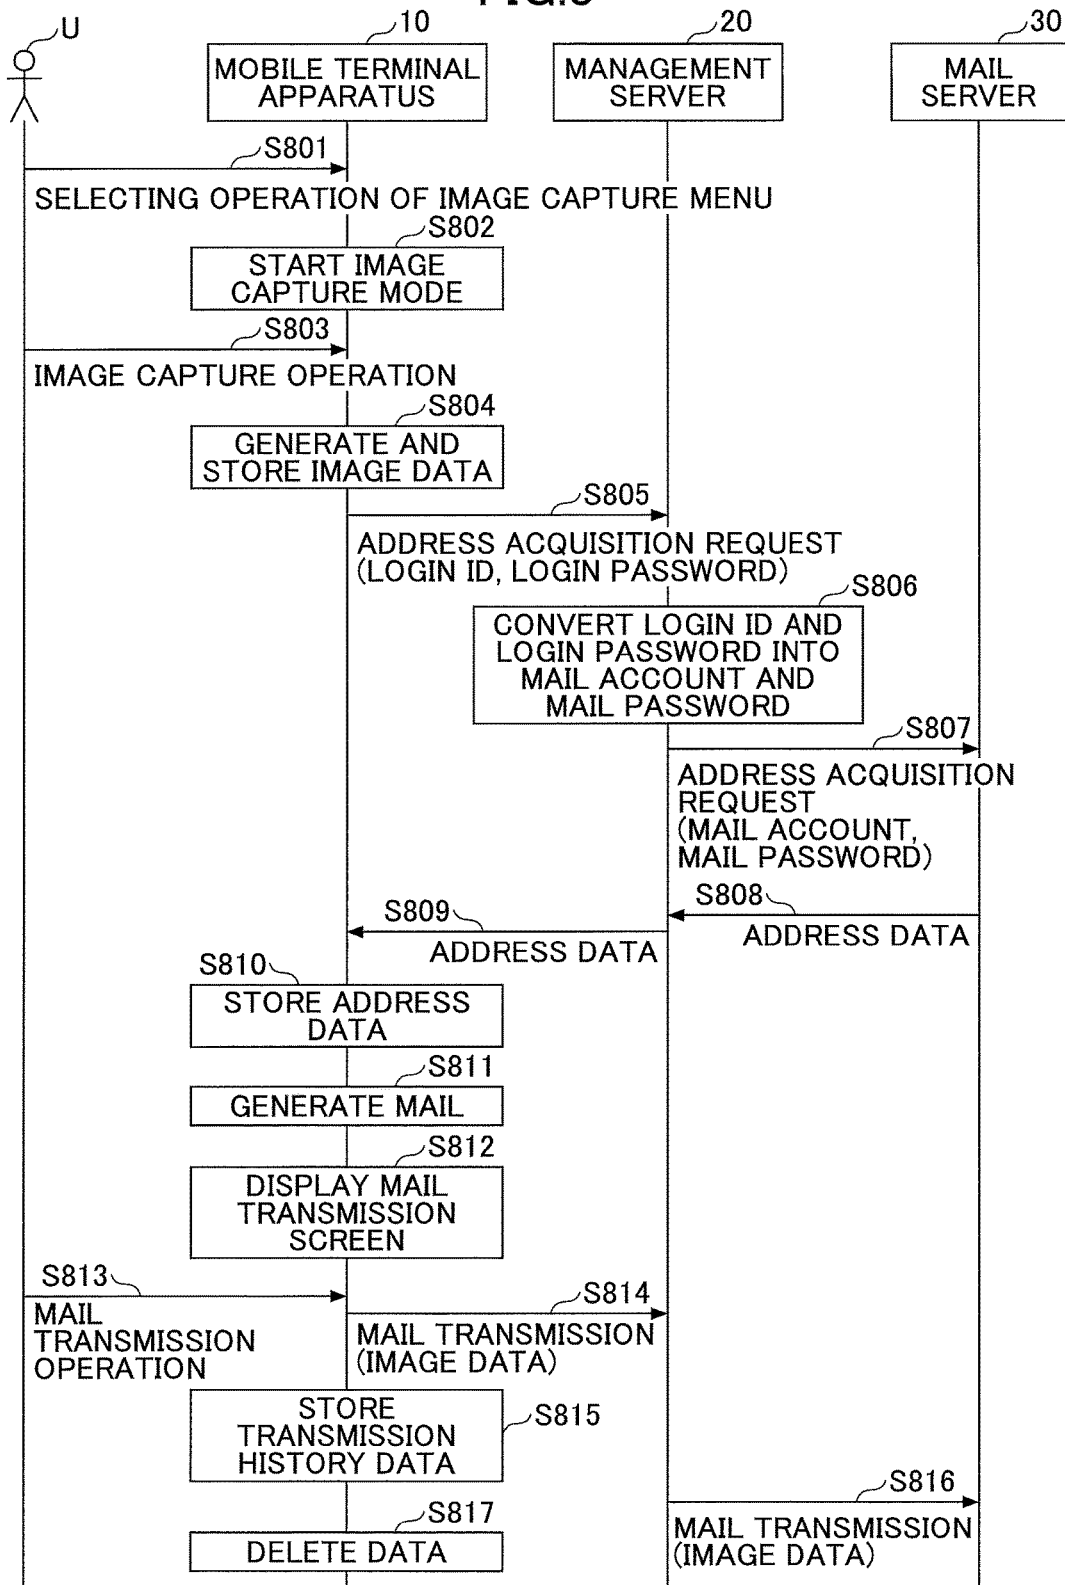 U
10
20
30
MOBILE TERMINAL
APPARATUS
MANAGEMENT
SERVER
MAIL
SERVER
S801
SELECTING OPERATION OF IMAGE CAPTURE MENU
S802
START IMAGE
CAPTURE MODE
S803
IMAGE CAPTURE OPERATION
S804
GENERATE AND
STORE IMAGE DATA
S805
ADDRESS ACQUISITION REQUEST
(LOGIN ID, LOGIN PASSWORD)
S806
CONVERT LOGIN ID AND
LOGIN PASSWORD INTO
MAIL ACCOUNT AND
MAIL PASSWORD
S807
ADDRESS ACQUISITION
REQUEST
(MAIL ACCOUNT,
MAIL PASSWORD)
S808
ADDRESS DATA
S809
ADDRESS DATA
S810
STORE ADDRESS
DATA
S811
GENERATE MAIL
S812
DISPLAY MAIL
TRANSMISSION
SCREEN
S813
MAIL
TRANSMISSION
OPERATION
S814
MAIL TRANSMISSION
(IMAGE DATA)
STORE
TRANSMISSION
HISTORY DATA
S815
S816
MAIL TRANSMISSION
(IMAGE DATA)
S817
DELETE DATA